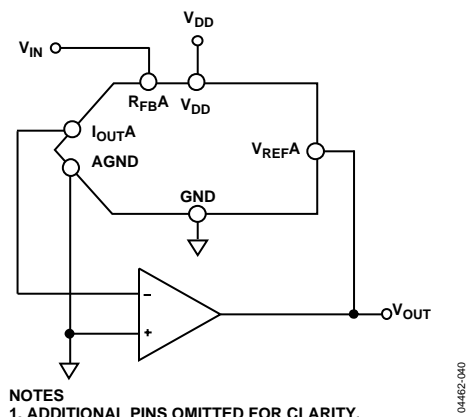 VDD
VIN
RFBA VDD
IOUTA
AGND
VREFA
GND
–
+
VOUT
NOTES
1. ADDITIONAL PINS OMITTED FOR CLARITY.
04462-040